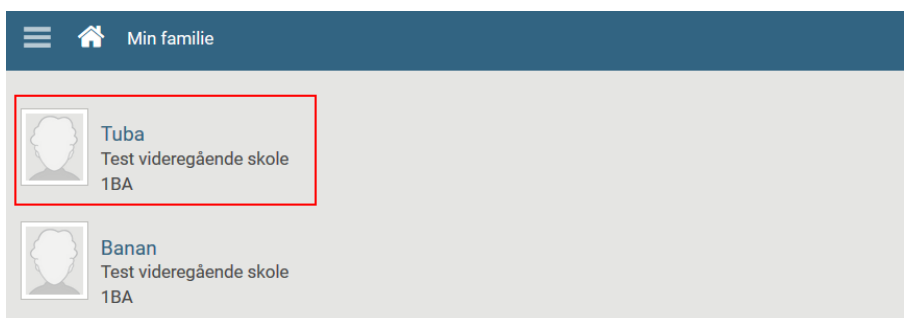 Min familie
Tuba
Test videregående skole
1BA
Banan
Test videregående skole
1BA